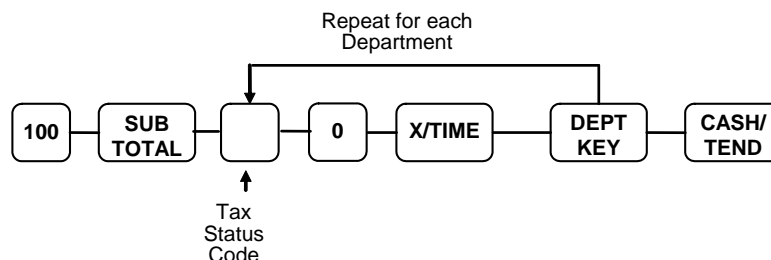 Repeat for each
Department
100
SUB
TOTAL
0
X/TIME
DEPT
KEY
CASH/
TEND
Tax
Status
Code